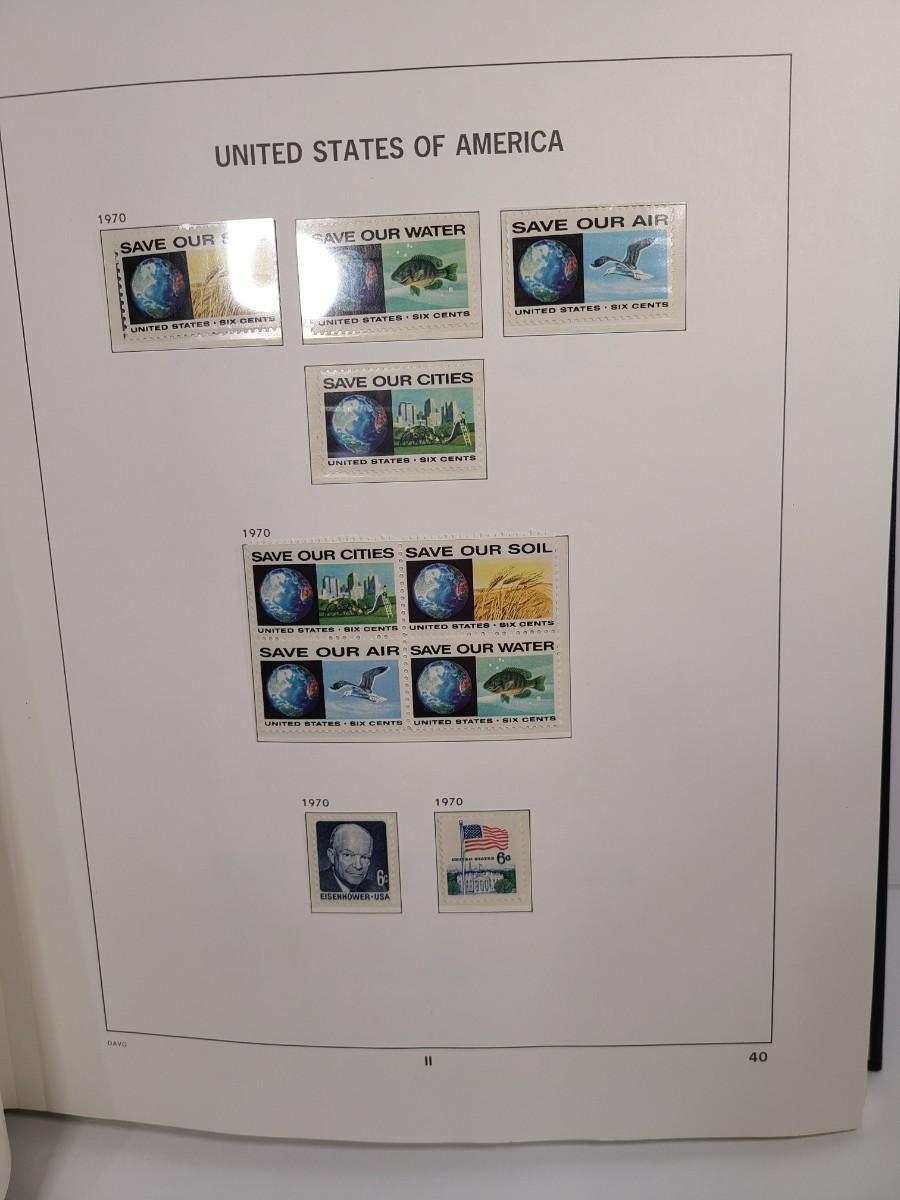 UNITED STATES OF AMERICA
1970
SAVE OUR S
UNITED STATES · SIX CENTS
SAVE OUR WATER
UNITED STATES · SIX CENTS
SAVE OUR AIR
UNITED STATES · SIX CENTS
SAVE OUR CITIES
UNITED STATES · SIX CENTS
1970
SAVE OUR CITIES
UNITED STATES · SIX CENTS
SAVE OUR SOIL
UNITED STATES · SIX CENTS
SAVE OUR AIR
UNITED STATES · SIX CENTS
SAVE OUR WATER
UNITED STATES · SIX CENTS
1970
6c
EISENHOWER·USA
1970
UNITED STATES 6c
DAVO
II
40